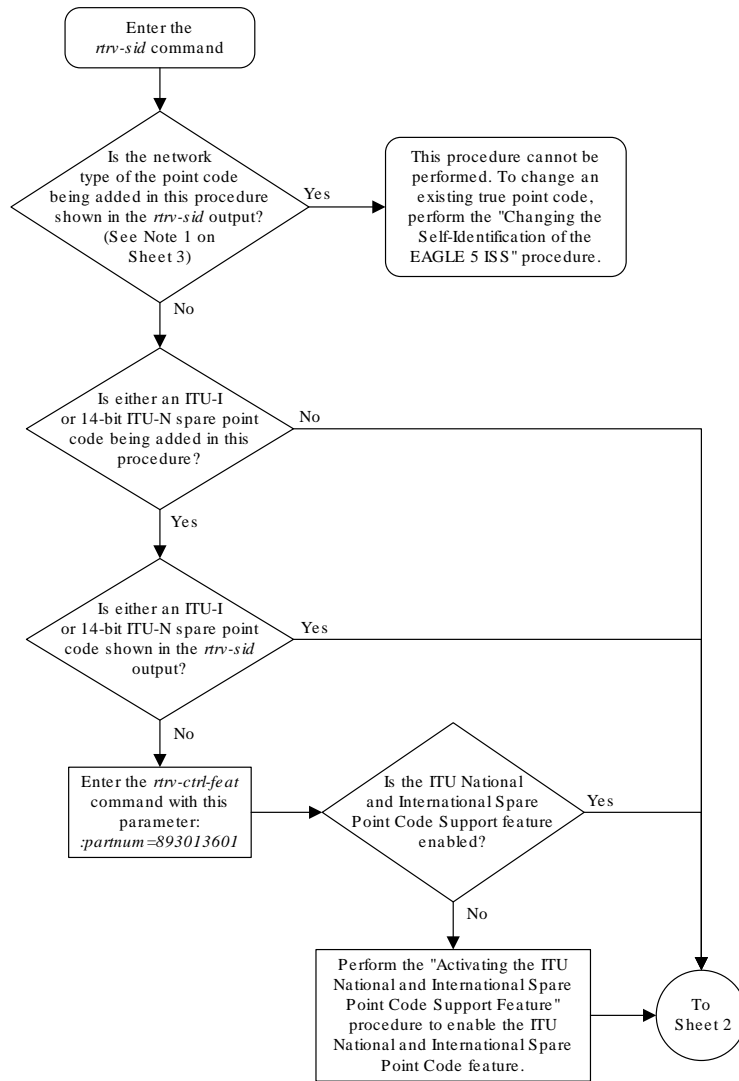 Enter the
rtrv-sid command
Is the network
type of the point code
being added in this procedure
shown in the rtrv-sid output?
(See Note 1 on
Sheet 3)
Yes
This procedure cannot be
performed. To change an
existing true point code,
perform the "Changing the
Self-Identification of the
EAGLE 5 ISS" procedure.
No
Is either an ITU-I
or 14-bit ITU-N spare point
code being added in this
procedure?
No
Yes
Is either an ITU-I
or 14-bit ITU-N spare point
code shown in the rtrv-sid
output?
Yes
No
Enter the rtrv-ctrl-feat
command with this
parameter:
:partnum=893013601
Is the ITU National
and International Spare
Point Code Support feature
enabled?
Yes
No
Perform the "Activating the ITU
National and International Spare
Point Code Support Feature"
procedure to enable the ITU
National and International Spare
Point Code feature.
To
Sheet 2